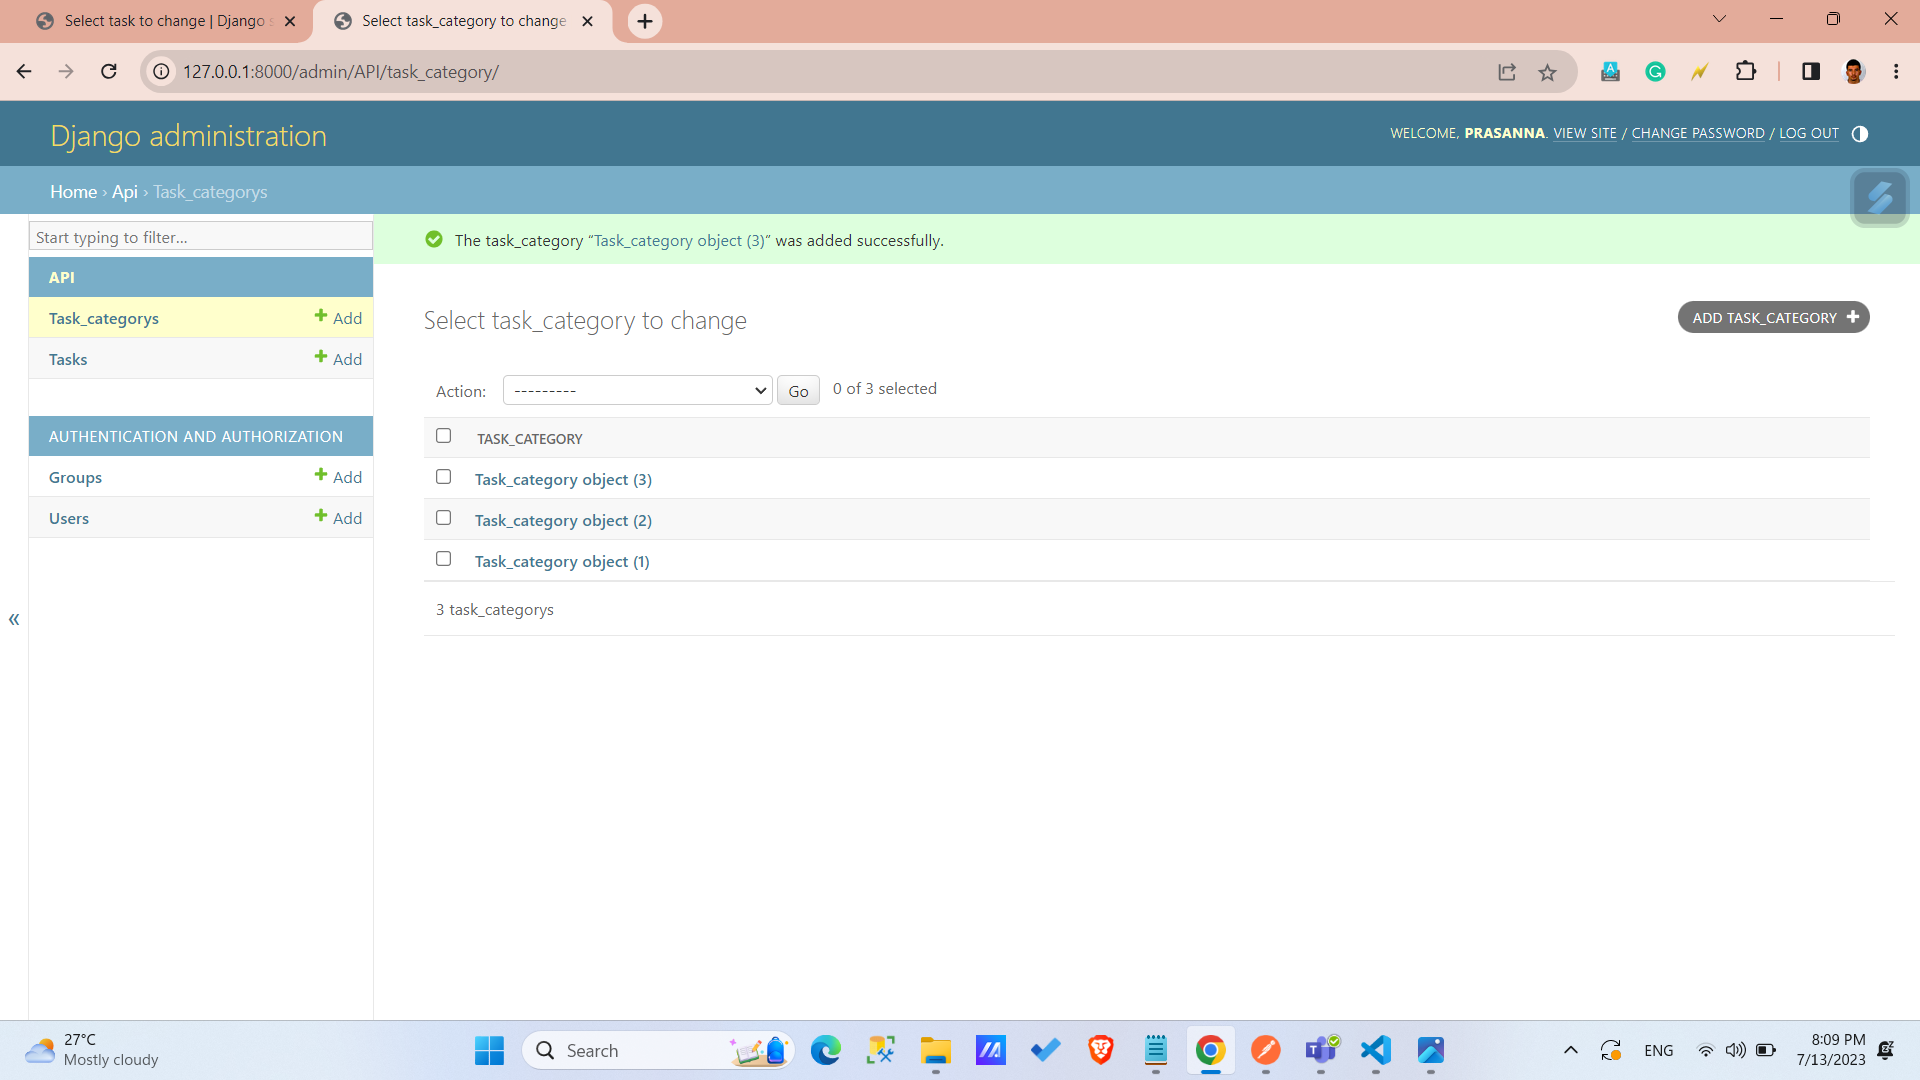 Select task to change | Django s
Select task_category to change
127.0.0.1:8000/admin/API/task_category/
Django administration
WELCOME, PRASANNA. VIEW SITE / CHANGE PASSWORD / LOG OUT
Home › Api › Task_categorys
Start typing to filter...
The task_category “Task_category object (3)” was added successfully.
API
Task_categorys
Add
Tasks
Add
AUTHENTICATION AND AUTHORIZATION
Groups
Add
Users
Add
«
Select task_category to change
ADD TASK_CATEGORY
Action:
---------
Go
0 of 3 selected
TASK_CATEGORY
Task_category object (3)
Task_category object (2)
Task_category object (1)
3 task_categorys
27°C
Mostly cloudy
Search
ENG
8:09 PM
7/13/2023